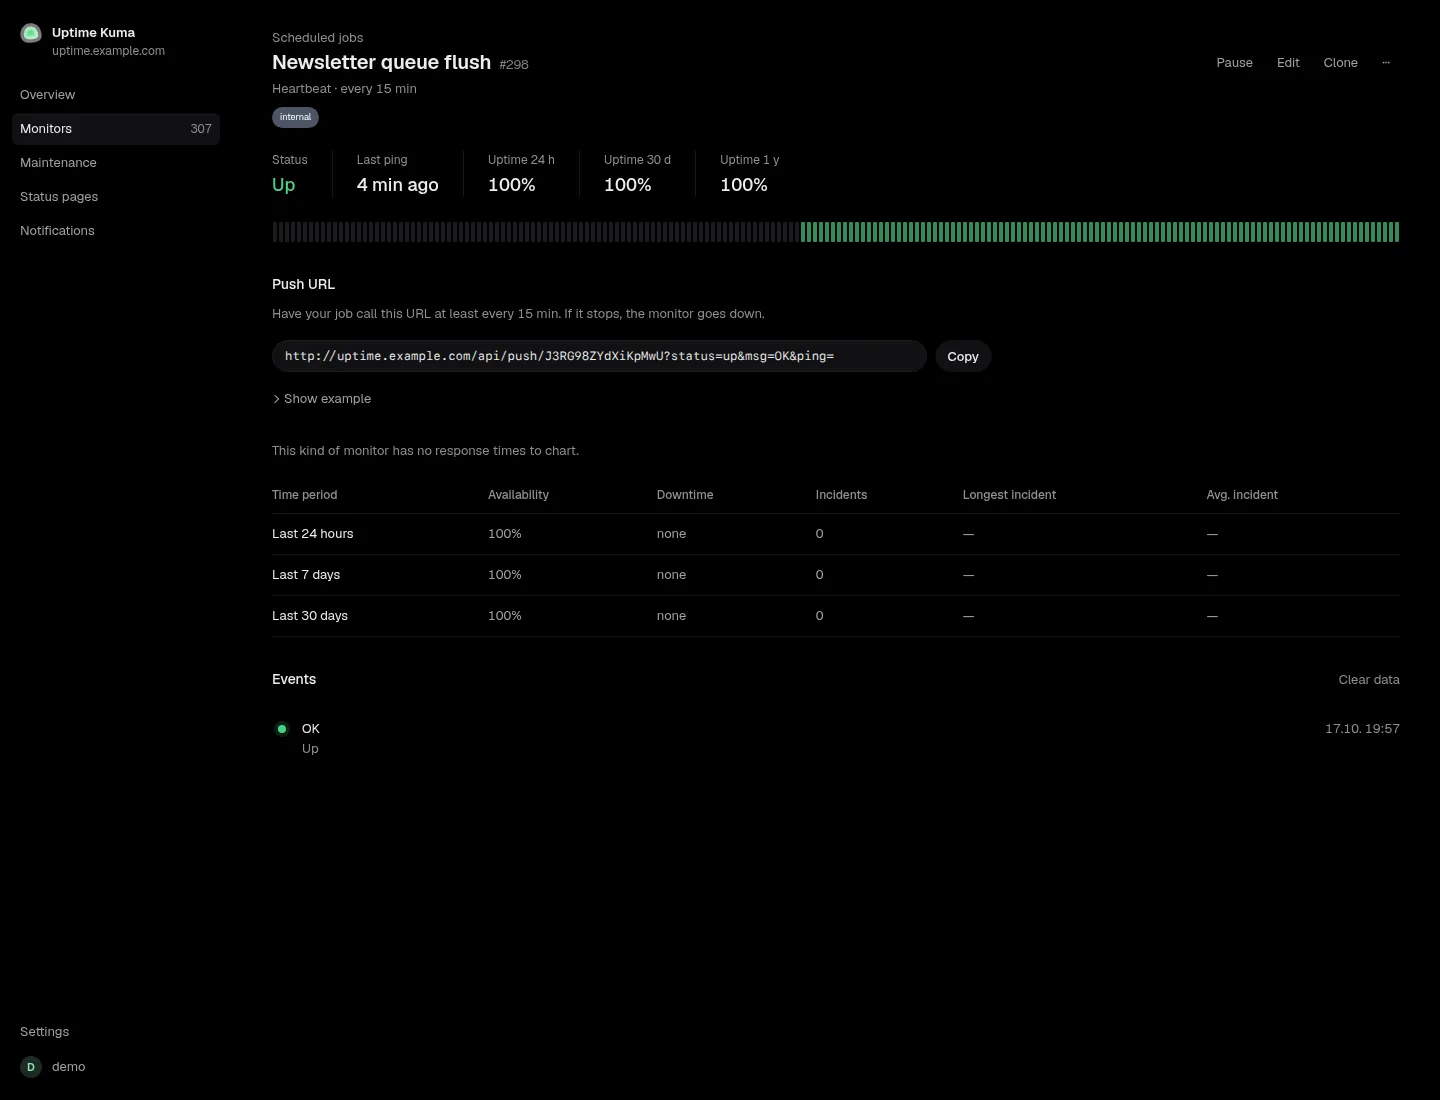 Uptime Kuma
uptime.example.com
Overview
Monitors 307
Maintenance
Status pages
Notifications
Settings
D demo
Scheduled jobs
Newsletter queue flush #298
Heartbeat · every 15 min
internal
Pause Edit Clone ···
Status Last ping Uptime 24 h Uptime 30 d Uptime 1 y
Up 4 min ago 100% 100% 100%
Push URL
Have your job call this URL at least every 15 min. If it stops, the monitor goes down.
http://uptime.example.com/api/push/J3RG98ZYdXiKpMwU?status=up&msg=OK&ping=
Copy
Show example
This kind of monitor has no response times to chart.
Time period Availability Downtime Incidents Longest incident Avg. incident
Last 24 hours 100% none 0 — —
Last 7 days 100% none 0 — —
Last 30 days 100% none 0 — —
Events Clear data
OK 17.10. 19:57
Up